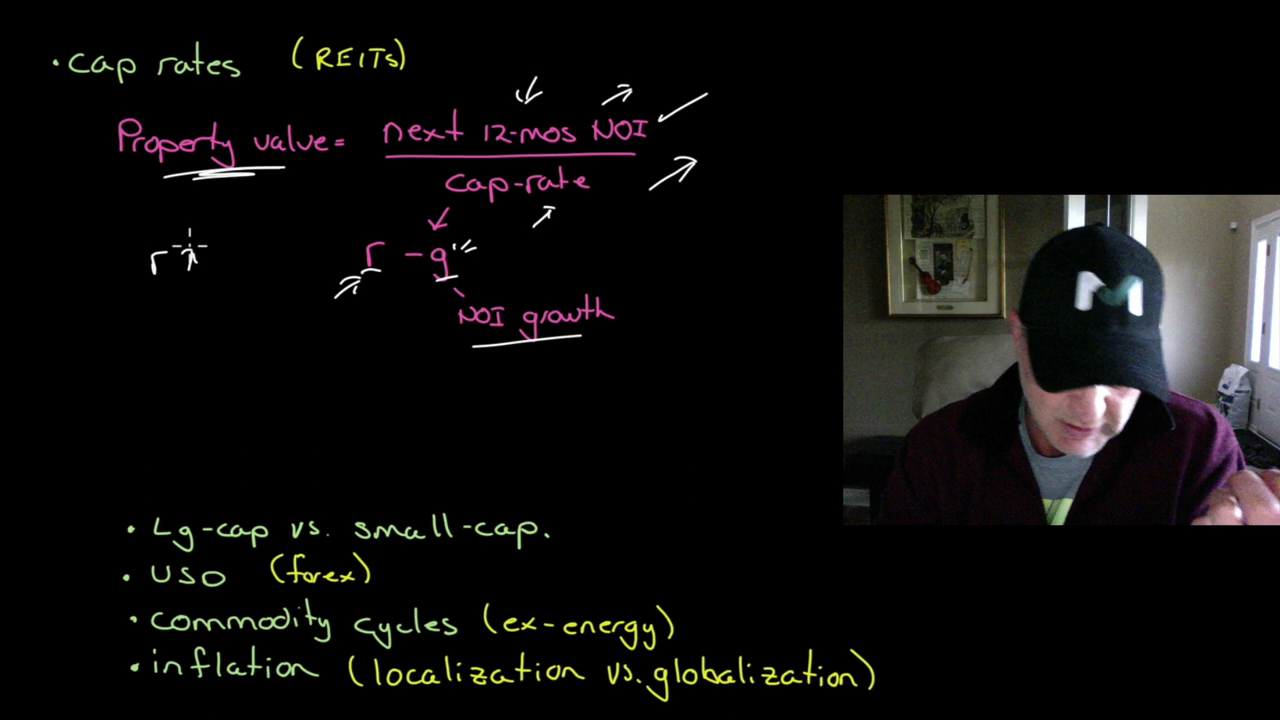 • cap rates (REITs)
Property value = next 12-mos NOI
cap-rate
r - g
r
NOI growth
• Lg-cap vs. small-cap.
• USD (forex)
• commodity cycles (ex-energy)
• inflation (localization vs. globalization)
M